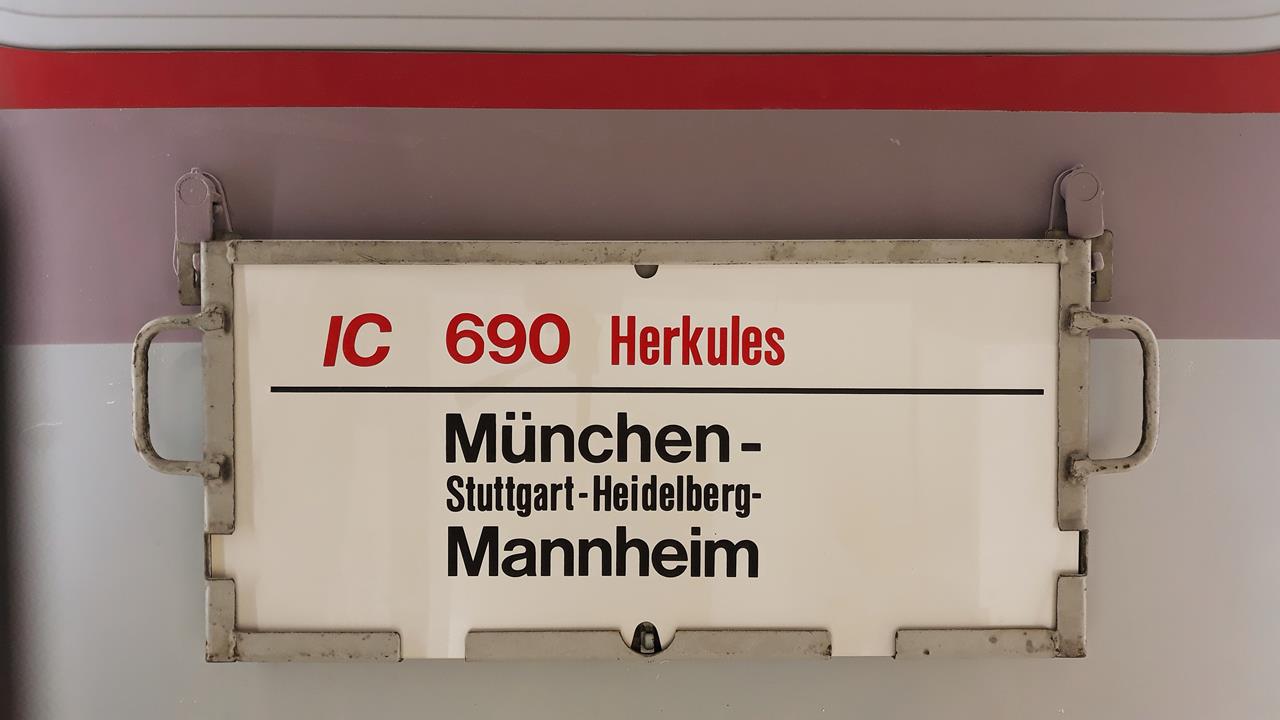 IC 690 Herkules
München -
Stuttgart - Heidelberg-
Mannheim